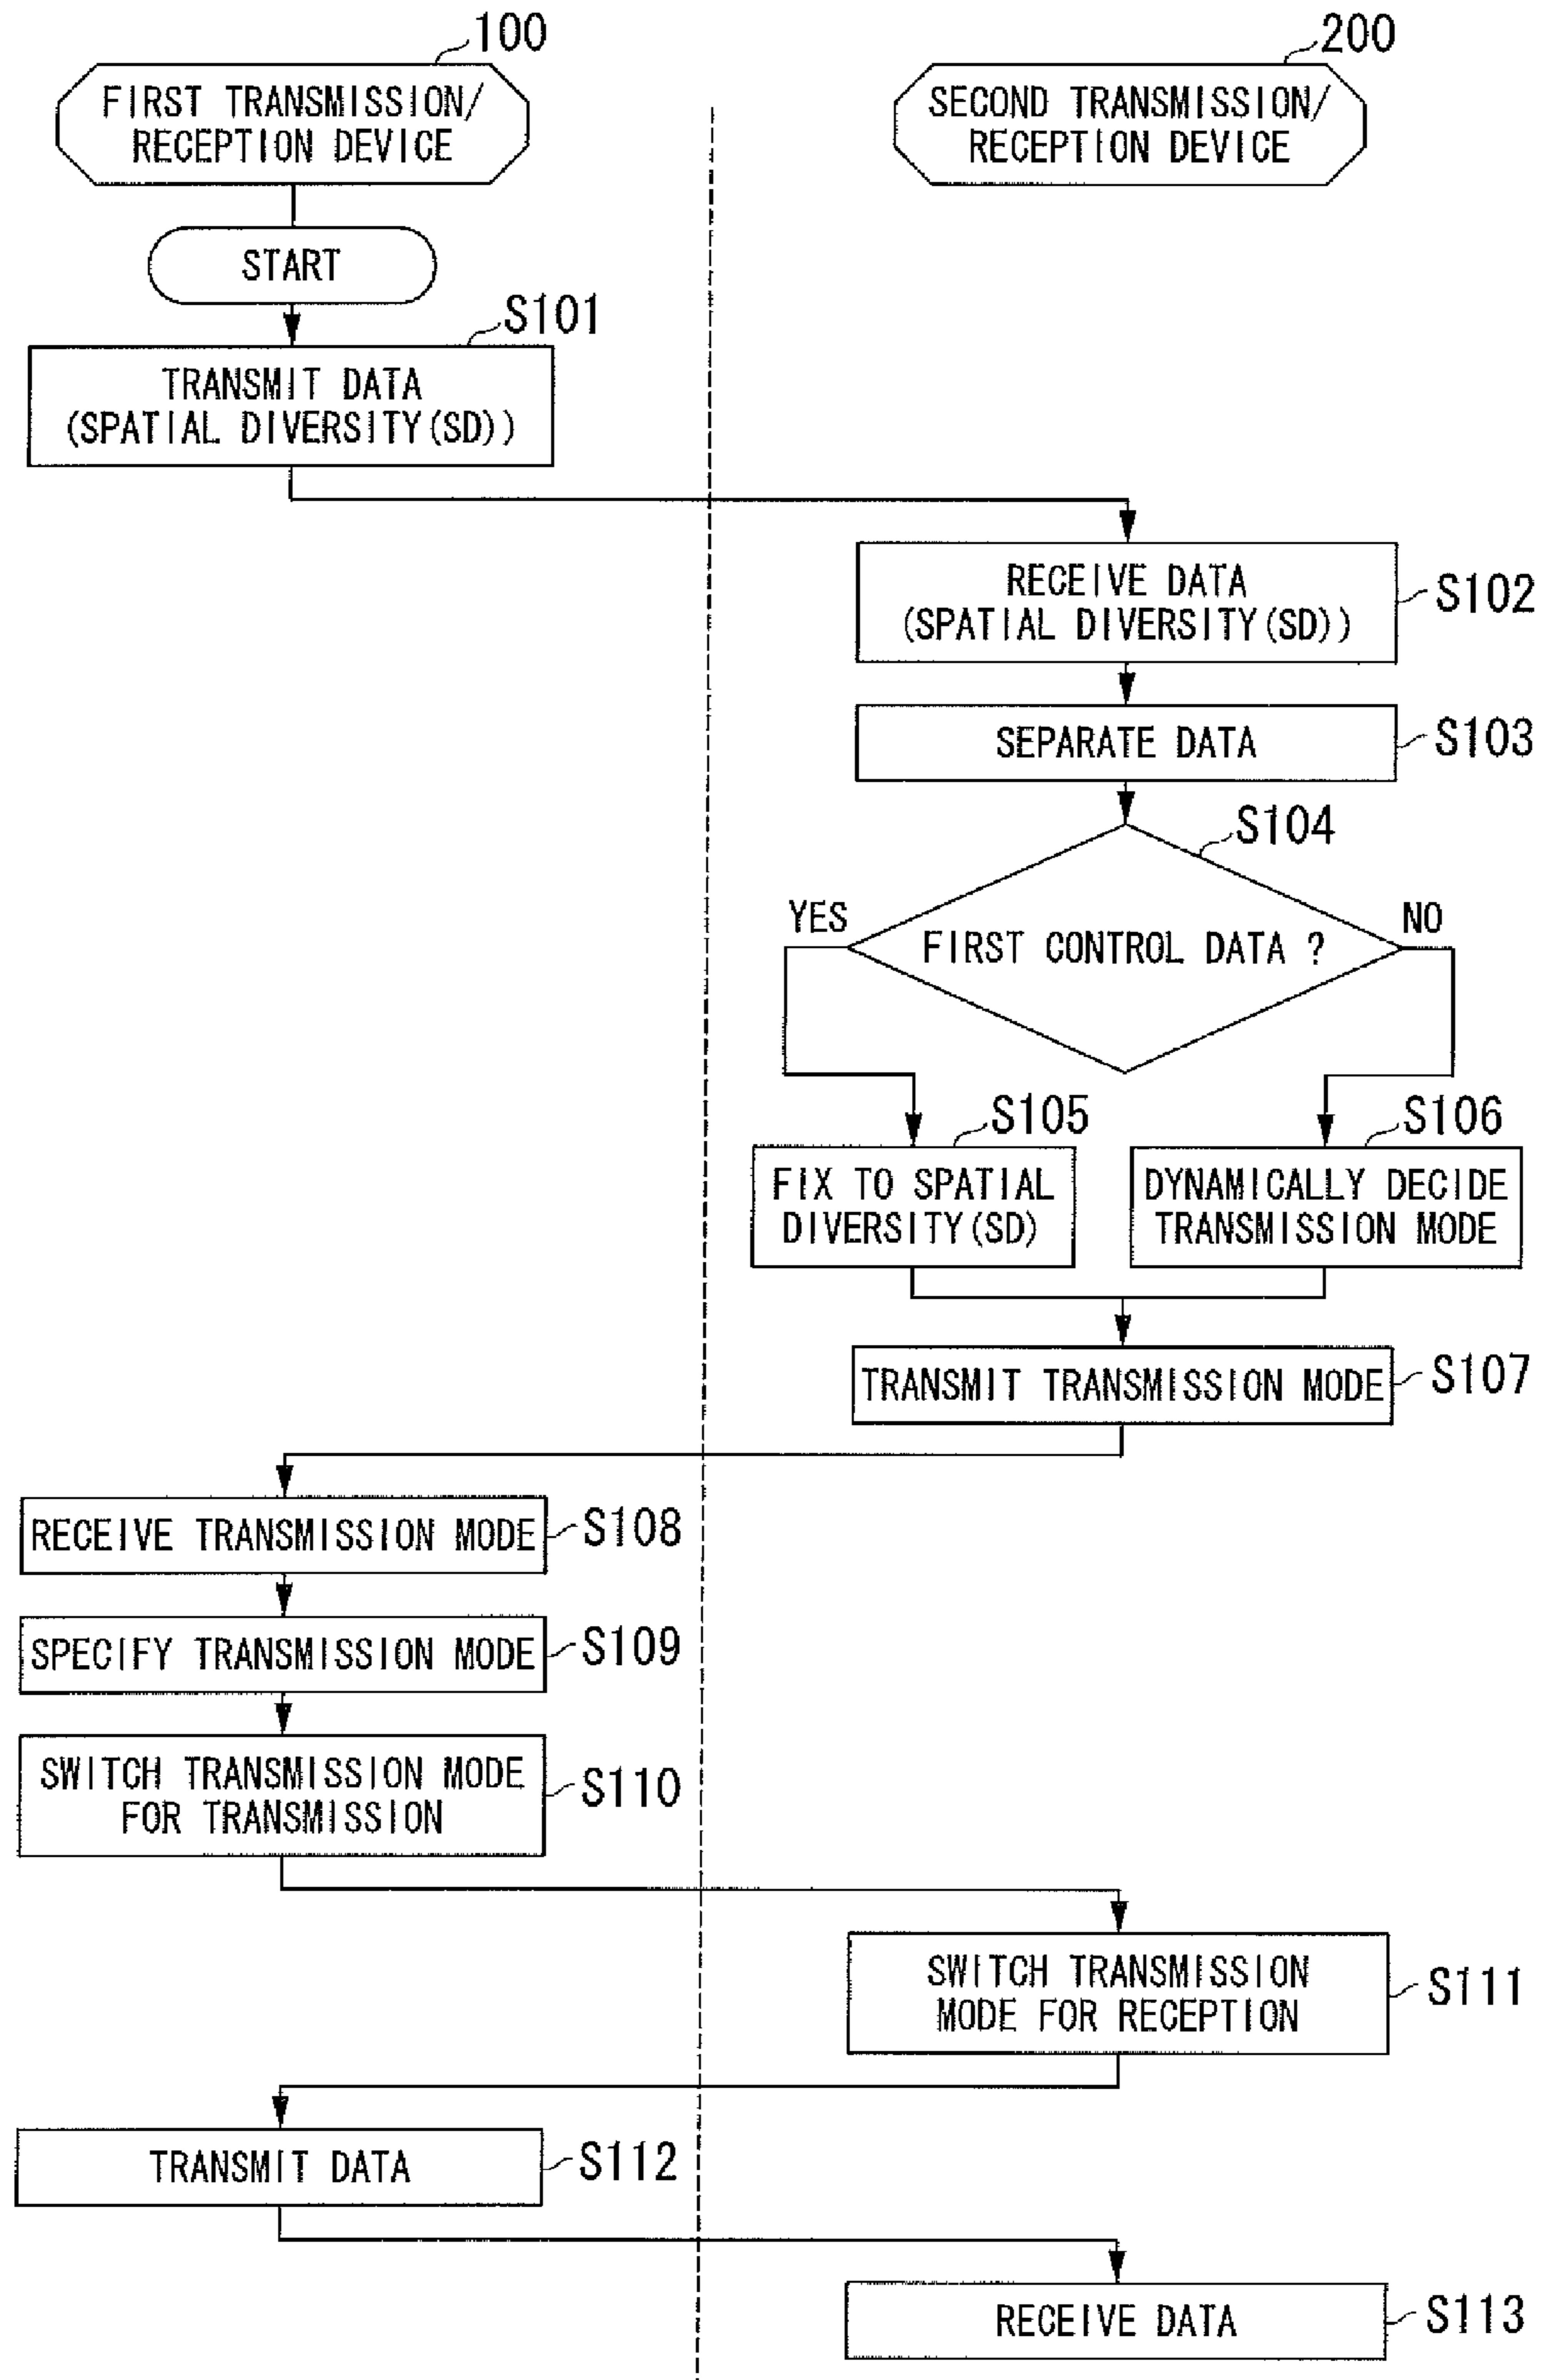 100
FIRST TRANSMISSION/
RECEPTION DEVICE
200
SECOND TRANSMISSION/
RECEPTION DEVICE
START
S101
TRANSMIT DATA
(SPATIAL DIVERSITY(SD))
RECEIVE DATA
(SPATIAL DIVERSITY(SD))
S102
SEPARATE DATA
S103
S104
YES
FIRST CONTROL DATA ?
NO
S105
FIX TO SPATIAL
DIVERSITY(SD)
S106
DYNAMICALLY DECIDE
TRANSMISSION MODE
TRANSMIT TRANSMISSION MODE
S107
RECEIVE TRANSMISSION MODE
S108
SPECIFY TRANSMISSION MODE
S109
SWITCH TRANSMISSION MODE
FOR TRANSMISSION
S110
SWITCH TRANSMISSION
MODE FOR RECEPTION
S111
TRANSMIT DATA
S112
RECEIVE DATA
S113